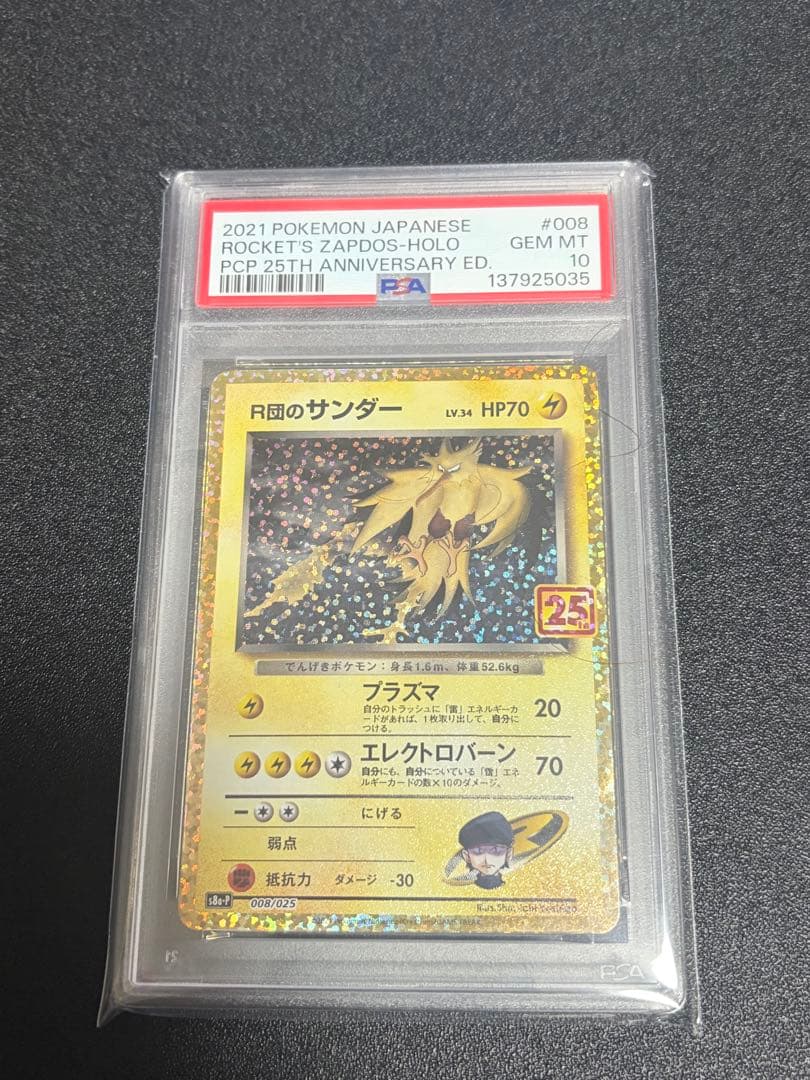 2021 POKEMON JAPANESE #008
ROCKET'S ZAPDOS-HOLO GEM MT
PCP 25TH ANNIVERSARY ED. 10
PSA 137925035
R団のサンダー LV.34 HP70
25
でんげきポケモン:身長1.6m、体重52.6kg
プラズマ 20
自分のトラッシュに「雷」エネルギーカ
ードがあれば、1枚取り出して、自分に
つける。
エレクトロバーン 70
自分にも、自分についている「雷」エネ
ルギーカードの数×10のダメージ。
にげる
弱点
抵抗力 ダメージ -30
s8a-P 008/025
Illus.
PSA